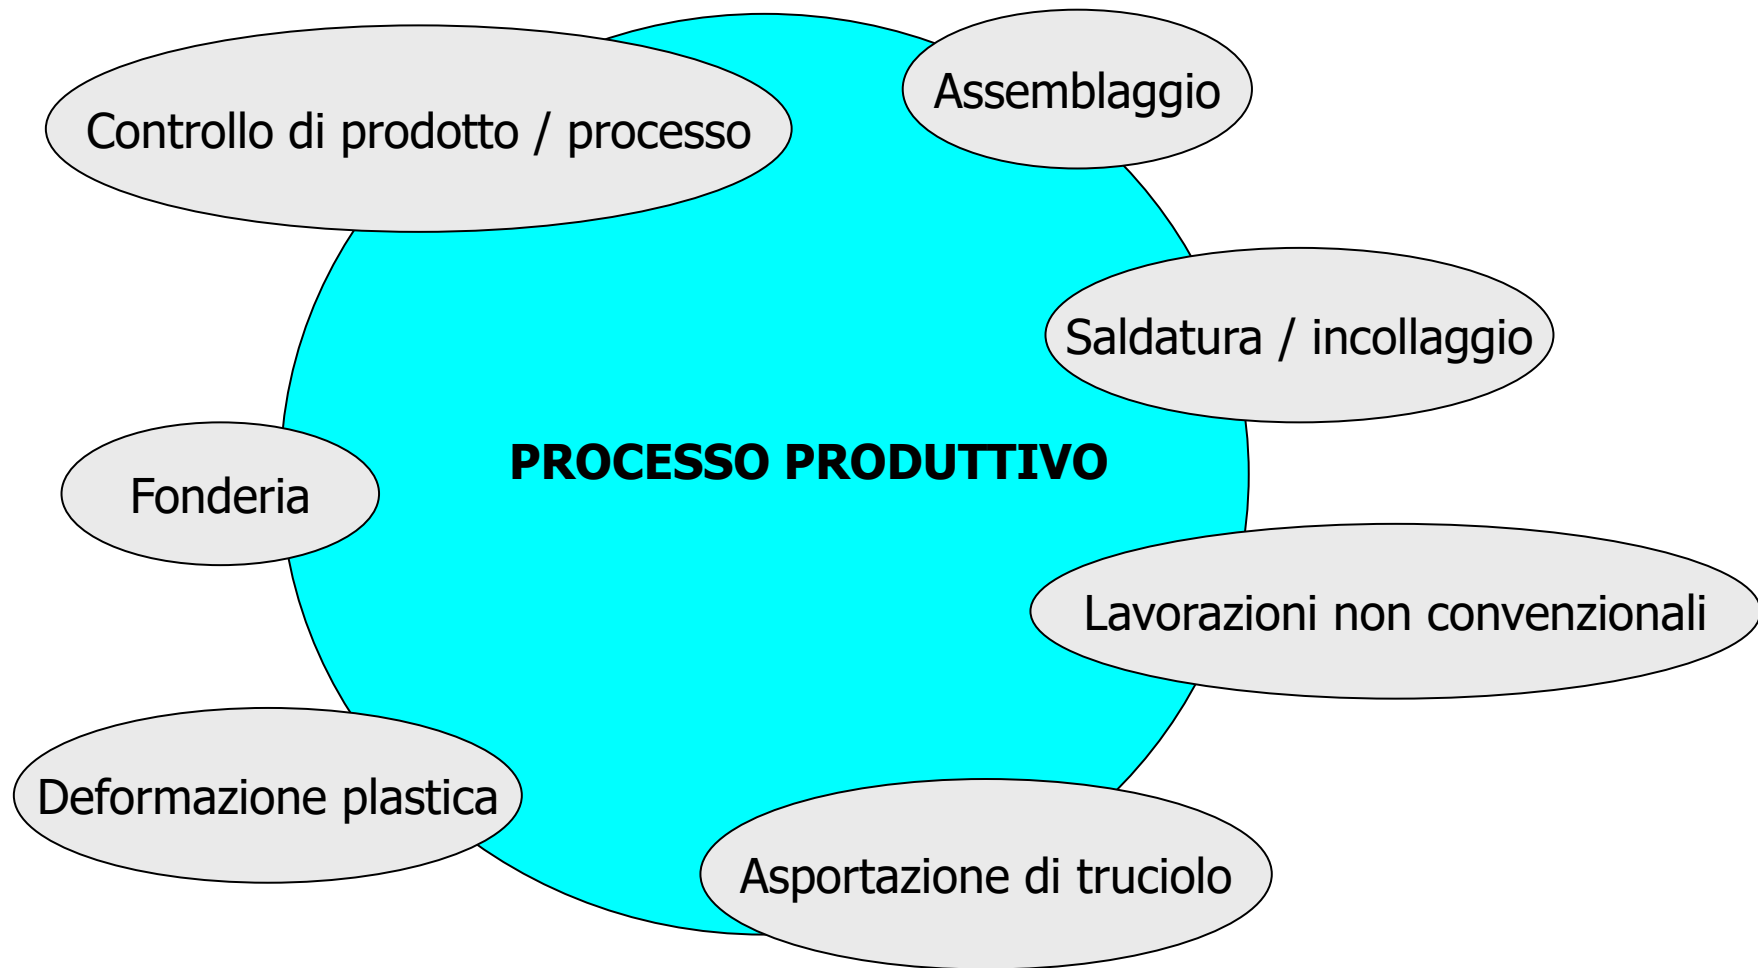 Assemblaggio
Controllo di prodotto / processo
Saldatura / incollaggio
PROCESSO PRODUTTIVO
Fonderia
Lavorazioni non convenzionali
Deformazione plastica
Asportazione di truciolo